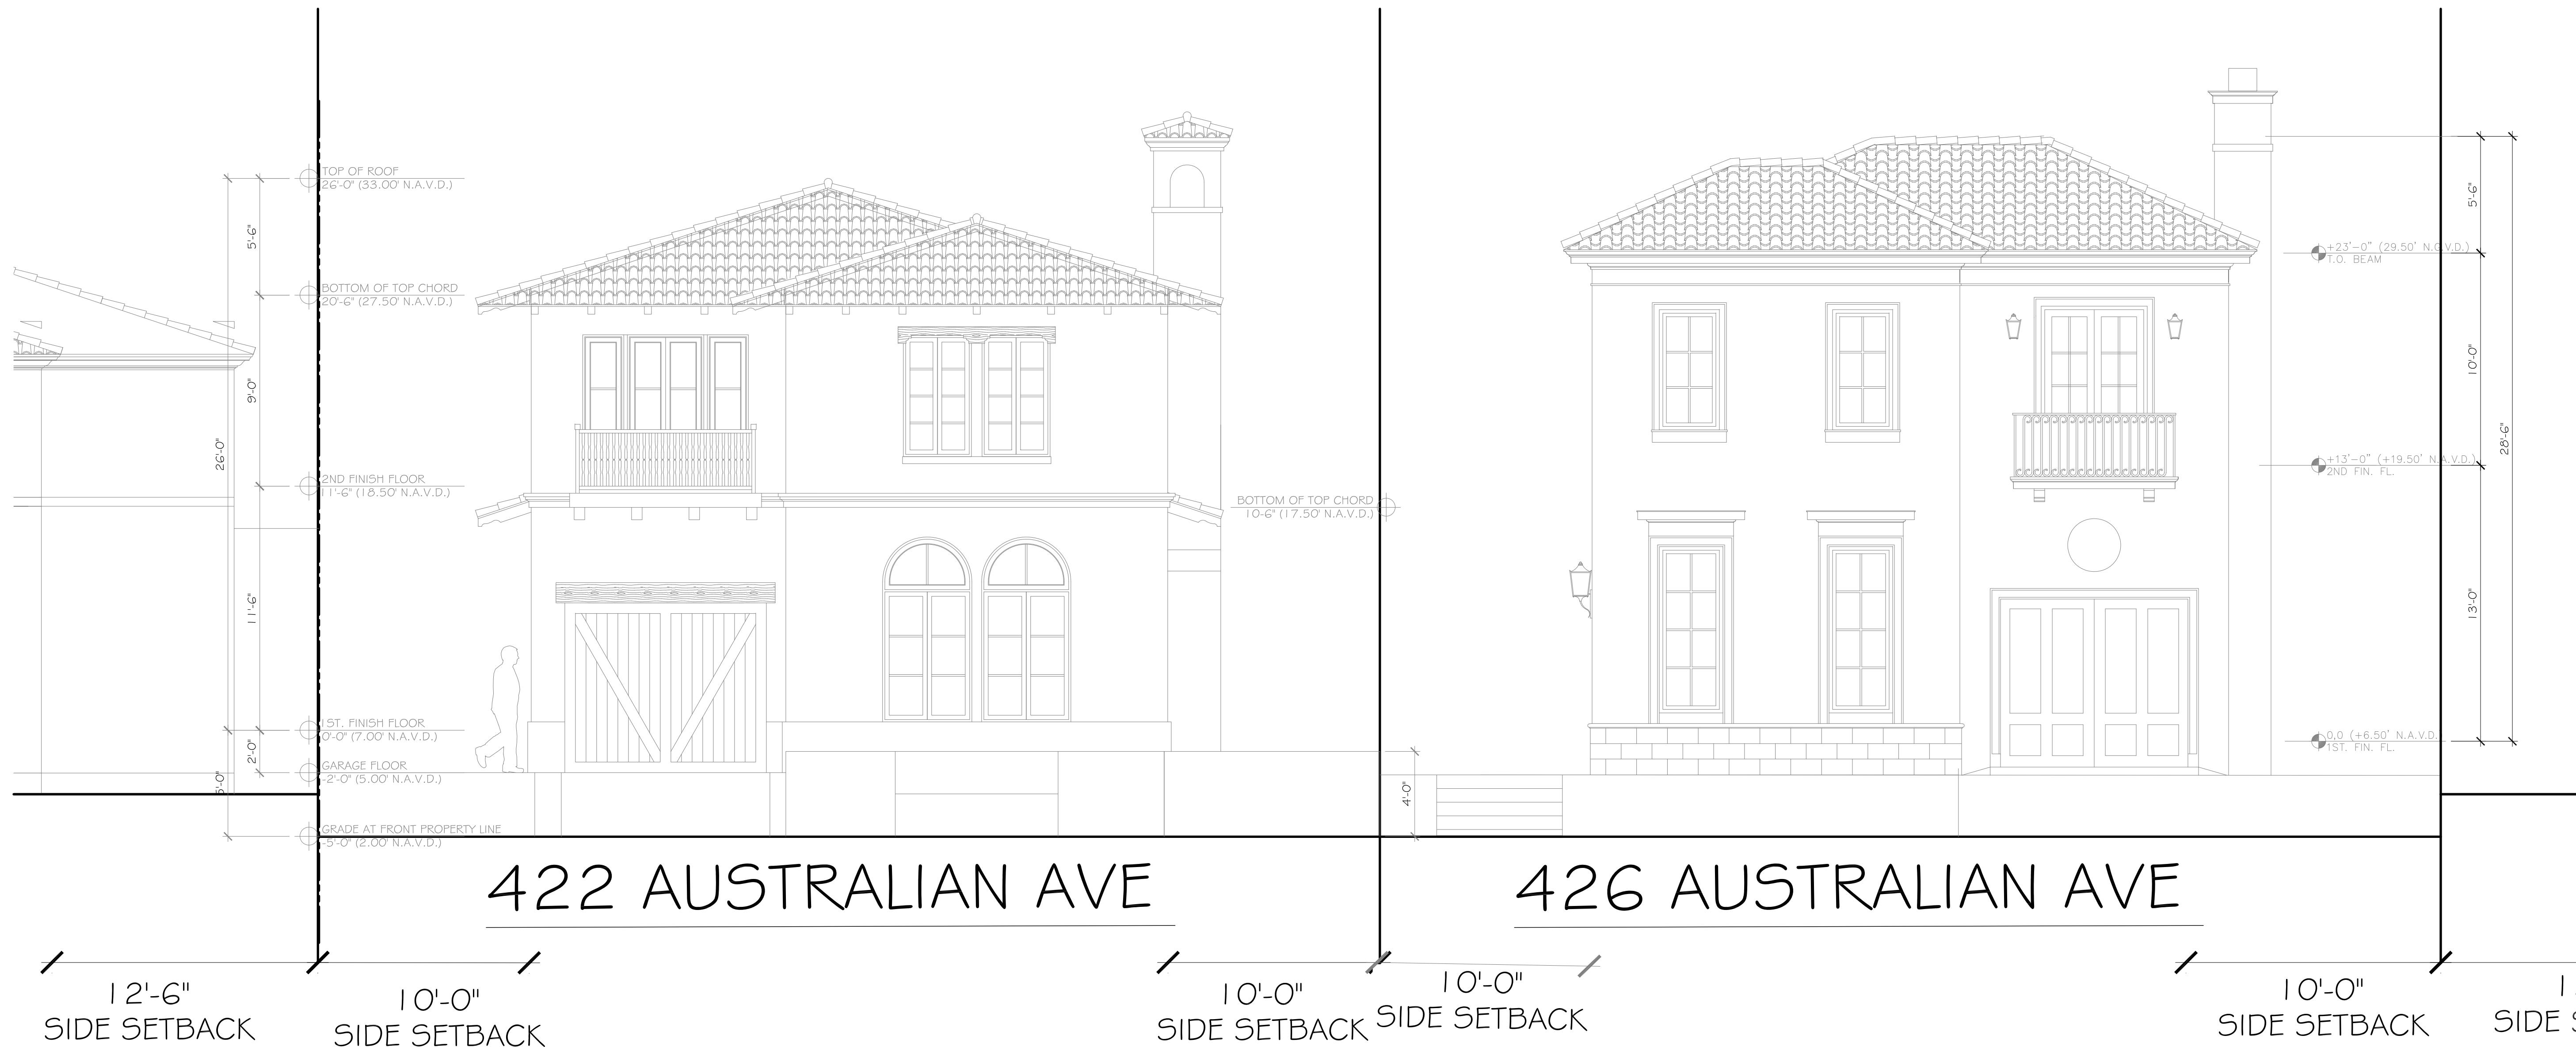 TOP OF ROOF
26'-0" (33.00' N.A.V.D.)
5'-6"
BOTTOM OF TOP CHORD
20'-6" (27.50' N.A.V.D.)
9'-0"
26'-0"
2ND FINISH FLOOR
11'-6" (18.50' N.A.V.D.)
11'-6"
1ST. FINISH FLOOR
0'-0" (7.00' N.A.V.D.)
2'-0"
GARAGE FLOOR
-2'-0" (5.00' N.A.V.D.)
5'-0"
GRADE AT FRONT PROPERTY LINE
-5'-0" (2.00' N.A.V.D.)
BOTTOM OF TOP CHORD
10-6" (17.50' N.A.V.D.)
4'-0"
5'-6"
+23'-0" (29.50' N.G.V.D.)
T.O. BEAM
10'-0"
28'-6"
+13'-0" (+19.50' N.A.V.D.)
2ND FIN. FL.
13'-0"
0.0 (+6.50' N.A.V.D.
1ST. FIN. FL.
422 AUSTRALIAN AVE
426 AUSTRALIAN AVE
12'-6"
SIDE SETBACK
10'-0"
SIDE SETBACK
10'-0"
SIDE SETBACK
10'-0"
SIDE SETBACK
10'-0"
SIDE SETBACK
SIDE